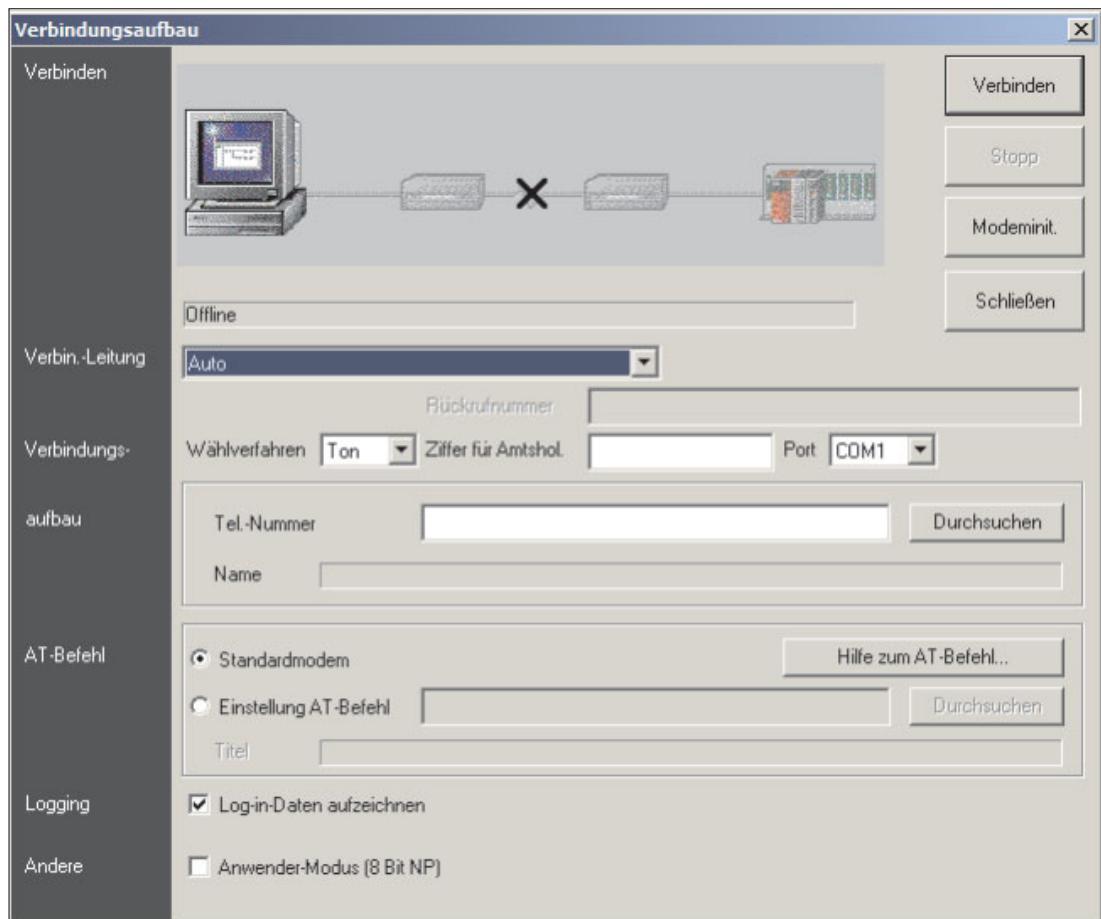 Verbindungsaufbau
Verbinden
Verbinden
Stopp
Modeminit.
Schließen
Offline
Verbin.-Leitung
Auto
Rückrufnummer
Verbindungs-
Wählverfahren
Ton
Ziffer für Amtshol.
Port
COM1
aufbau
Tel.-Nummer
Durchsuchen
Name
AT-Befehl
Standardmodem
Hilfe zum AT-Befehl...
Einstellung AT-Befehl
Durchsuchen
Titel
Logging
Log-in-Daten aufzeichnen
Andere
Anwender-Modus (8 Bit NP)